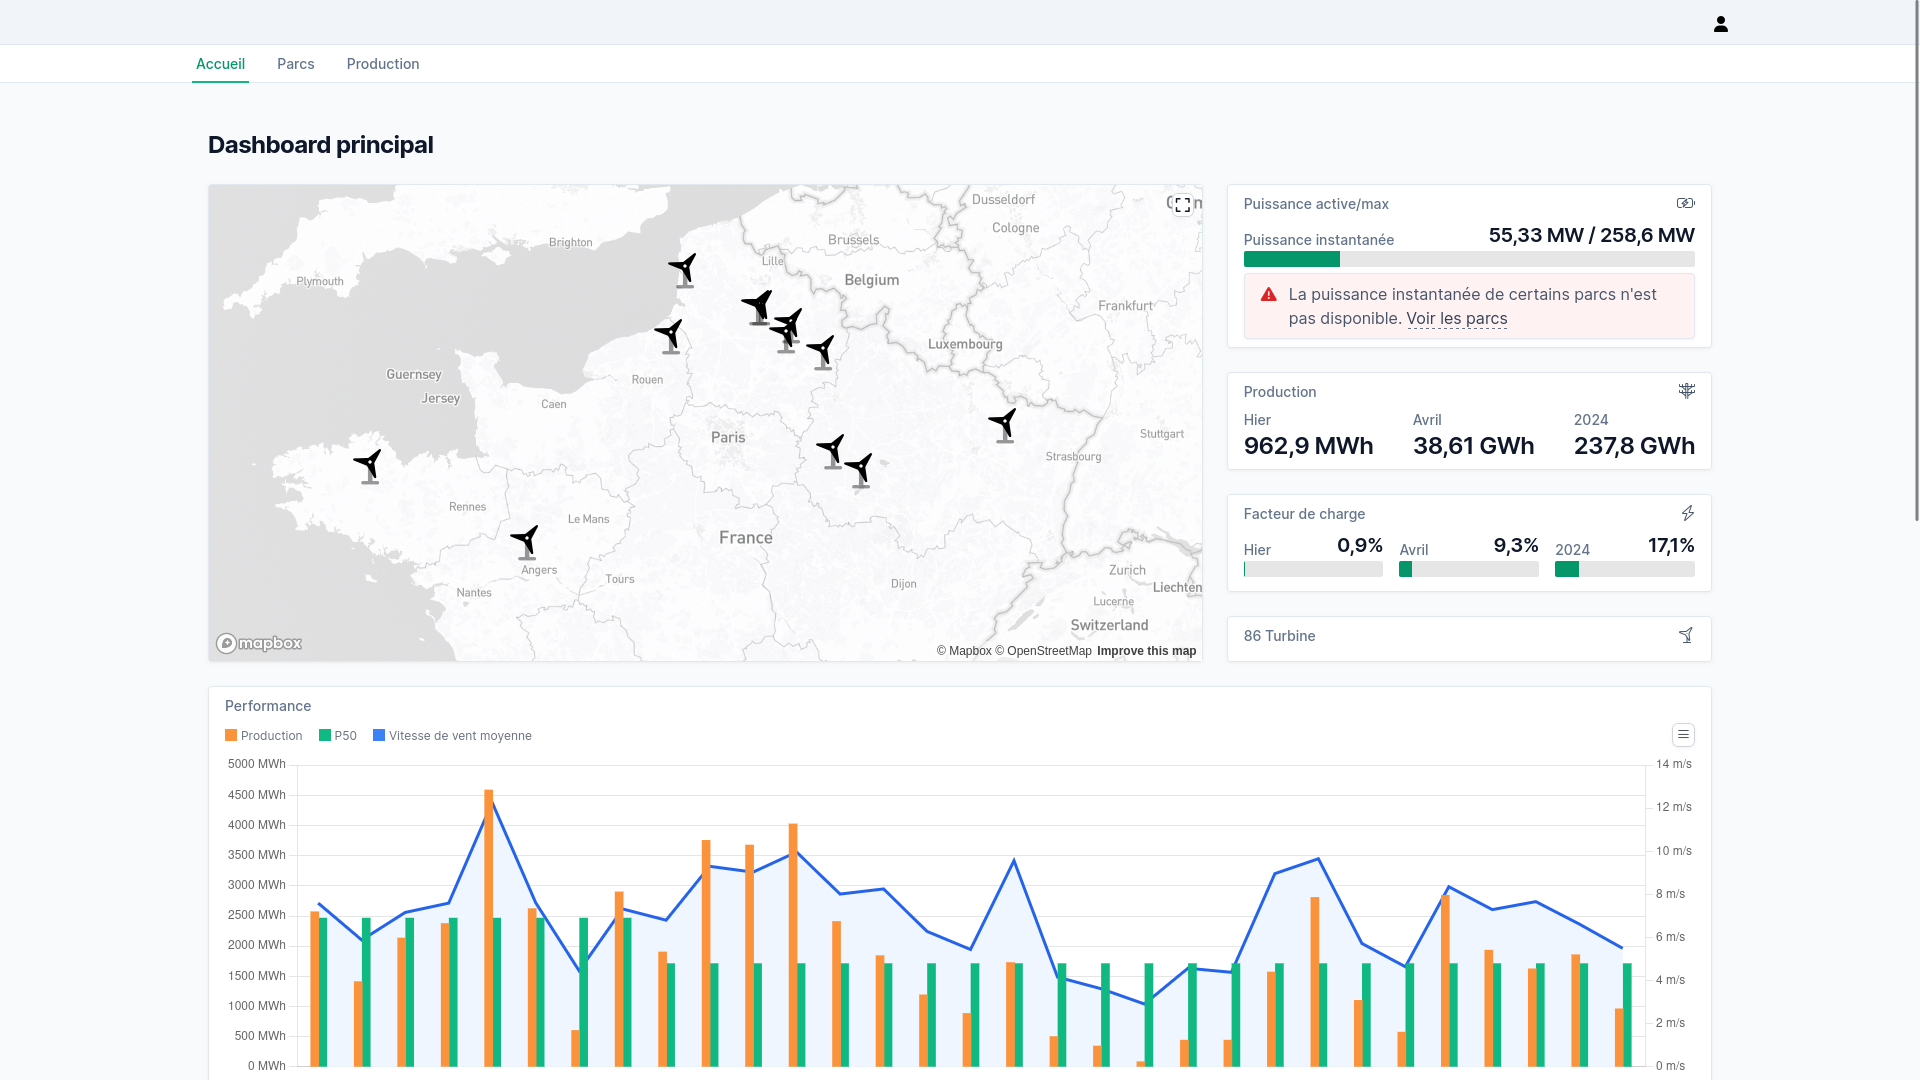 Accueil
Parcs
Production
Dashboard principal
Plymouth
Brighton
Lille
Brussels
Belgium
Dusseldorf
Cologne
Frankfurt
Luxembourg
Guernsey
Jersey
Caen
Rouen
Paris
Stuttgart
Strasbourg
Rennes
Le Mans
France
Angers
Tours
Nantes
Dijon
Zurich
Lucerne
Liechten
Switzerland
mapbox
© Mapbox © OpenStreetMap Improve this map
Puissance active/max
Puissance instantanée
55,33 MW / 258,6 MW
La puissance instantanée de certains parcs n'est
pas disponible. Voir les parcs
Production
Hier
Avril
2024
962,9 MWh
38,61 GWh
237,8 GWh
Facteur de charge
Hier
0,9%
Avril
9,3%
2024
17,1%
86 Turbine
Performance
Production
P50
Vitesse de vent moyenne
5000 MWh
4500 MWh
4000 MWh
3500 MWh
3000 MWh
2500 MWh
2000 MWh
1500 MWh
1000 MWh
500 MWh
0 MWh
14 m/s
12 m/s
10 m/s
8 m/s
6 m/s
4 m/s
2 m/s
0 m/s